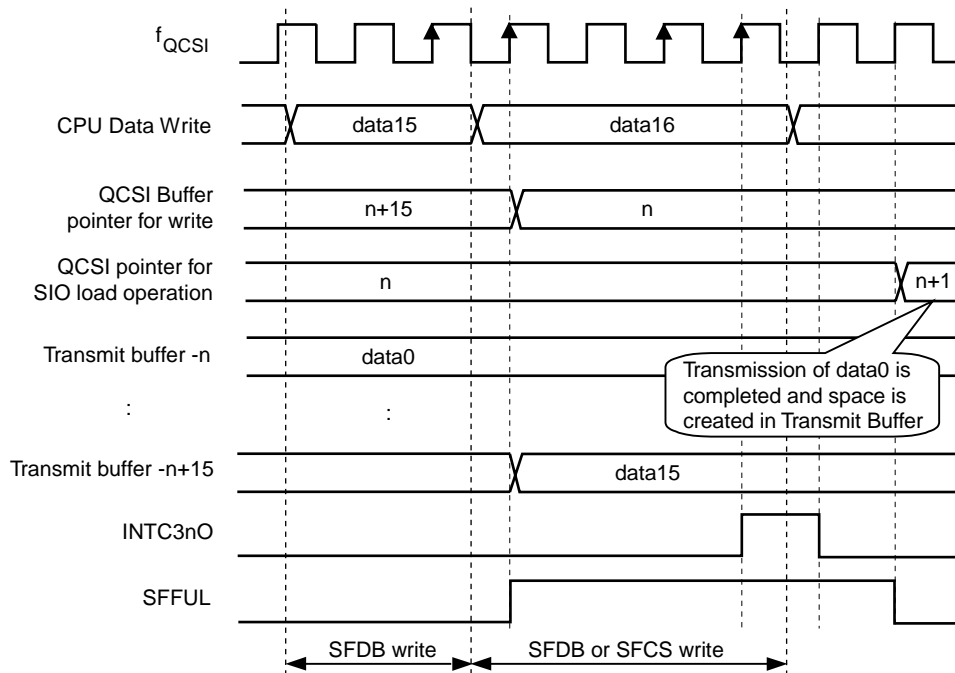 fQCSI
CPU Data Write
data15
data16
QCSI Buffer
pointer for write
n+15
n
QCSI pointer for
SIO load operation
n
n+1
Transmit buffer -n
data0
Transmission of data0 is
completed and space is
created in Transmit Buffer
:
:
Transmit buffer -n+15
data15
INTC3nO
SFFUL
SFDB write
SFDB or SFCS write